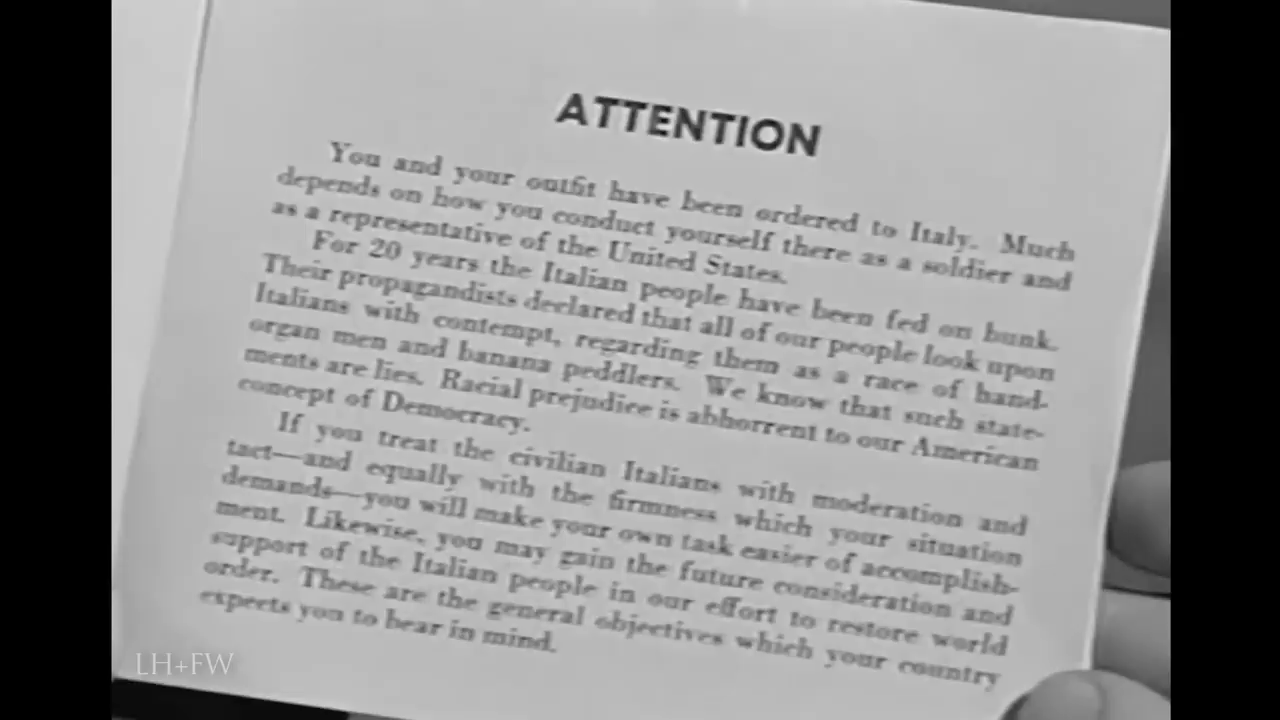 ATTENTION
You and your outfit have been ordered to Italy. Much
depends on how you conduct yourself there as a soldier and
as a representative of the United States.
For 20 years the Italian people have been fed on bunk.
Their propagandists declared that all of our people look upon
Italians with contempt, regarding them as a race of hand-
organ men and banana peddlers. We know that such state-
ments are lies. Racial prejudice is abhorrent to our American
concept of Democracy.
If you treat the civilian Italians with moderation and
tact—and equally with the firmness which your situation
demands—you will make your own task easier of accomplish-
ment. Likewise, you may gain the future consideration and
support of the Italian people in our effort to restore world
order. These are the general objectives which your country
expects you to bear in mind.
LH+FW